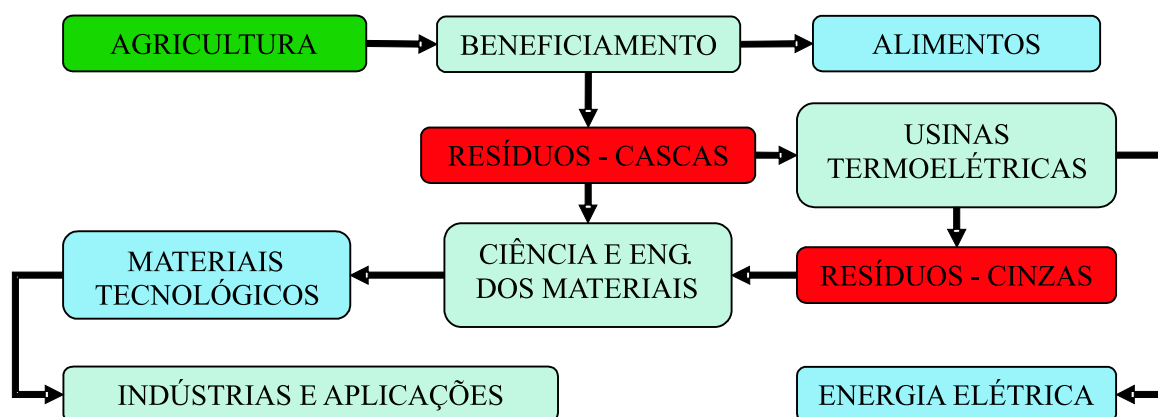 AGRICULTURA
BENEFICIAMENTO
ALIMENTOS
RESÍDUOS - CASCAS
USINAS
TERMOELÉTRICAS
MATERIAIS
TECNOLÓGICOS
CIÊNCIA E ENG.
DOS MATERIAIS
RESÍDUOS - CINZAS
INDÚSTRIAS E APLICAÇÕES
ENERGIA ELÉTRICA